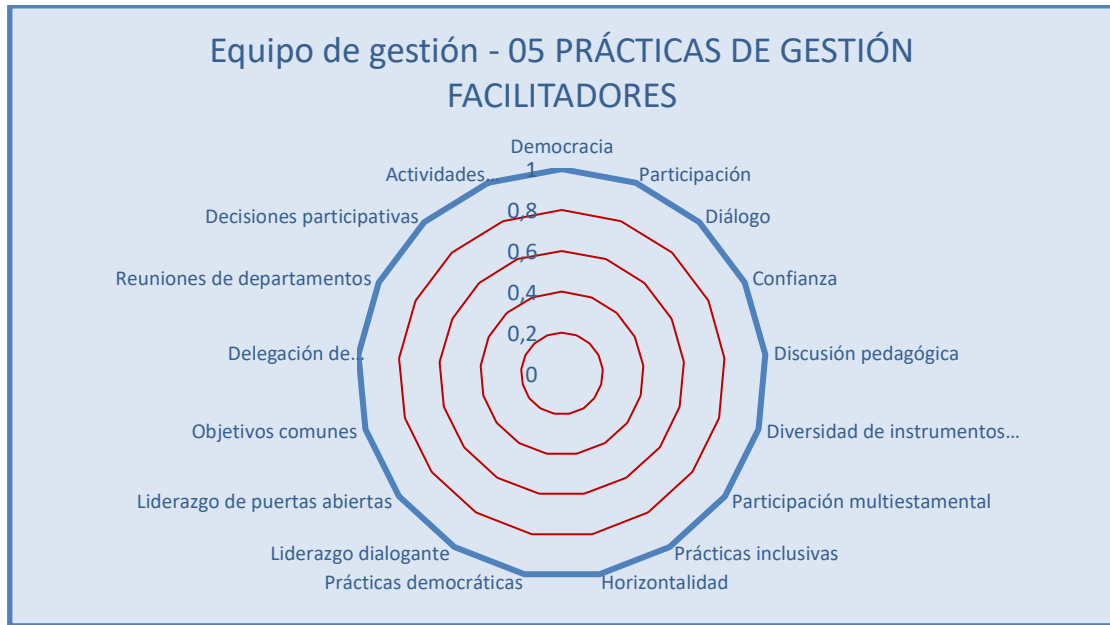 Equipo de gestión - 05 PRÁCTICAS DE GESTIÓN
FACILITADORES
Democracia
Participación
Diálogo
Confianza
Discusión pedagógica
Diversidad de instrumentos...
Participación multiestamental
Prácticas inclusivas
Horizontalidad
Prácticas democráticas
Liderazgo dialogante
Liderazgo de puertas abiertas
Objetivos comunes
Delegación de...
Reuniones de departamentos
Decisiones participativas
Actividades...
1
0,8
0,6
0,4
0,2
0